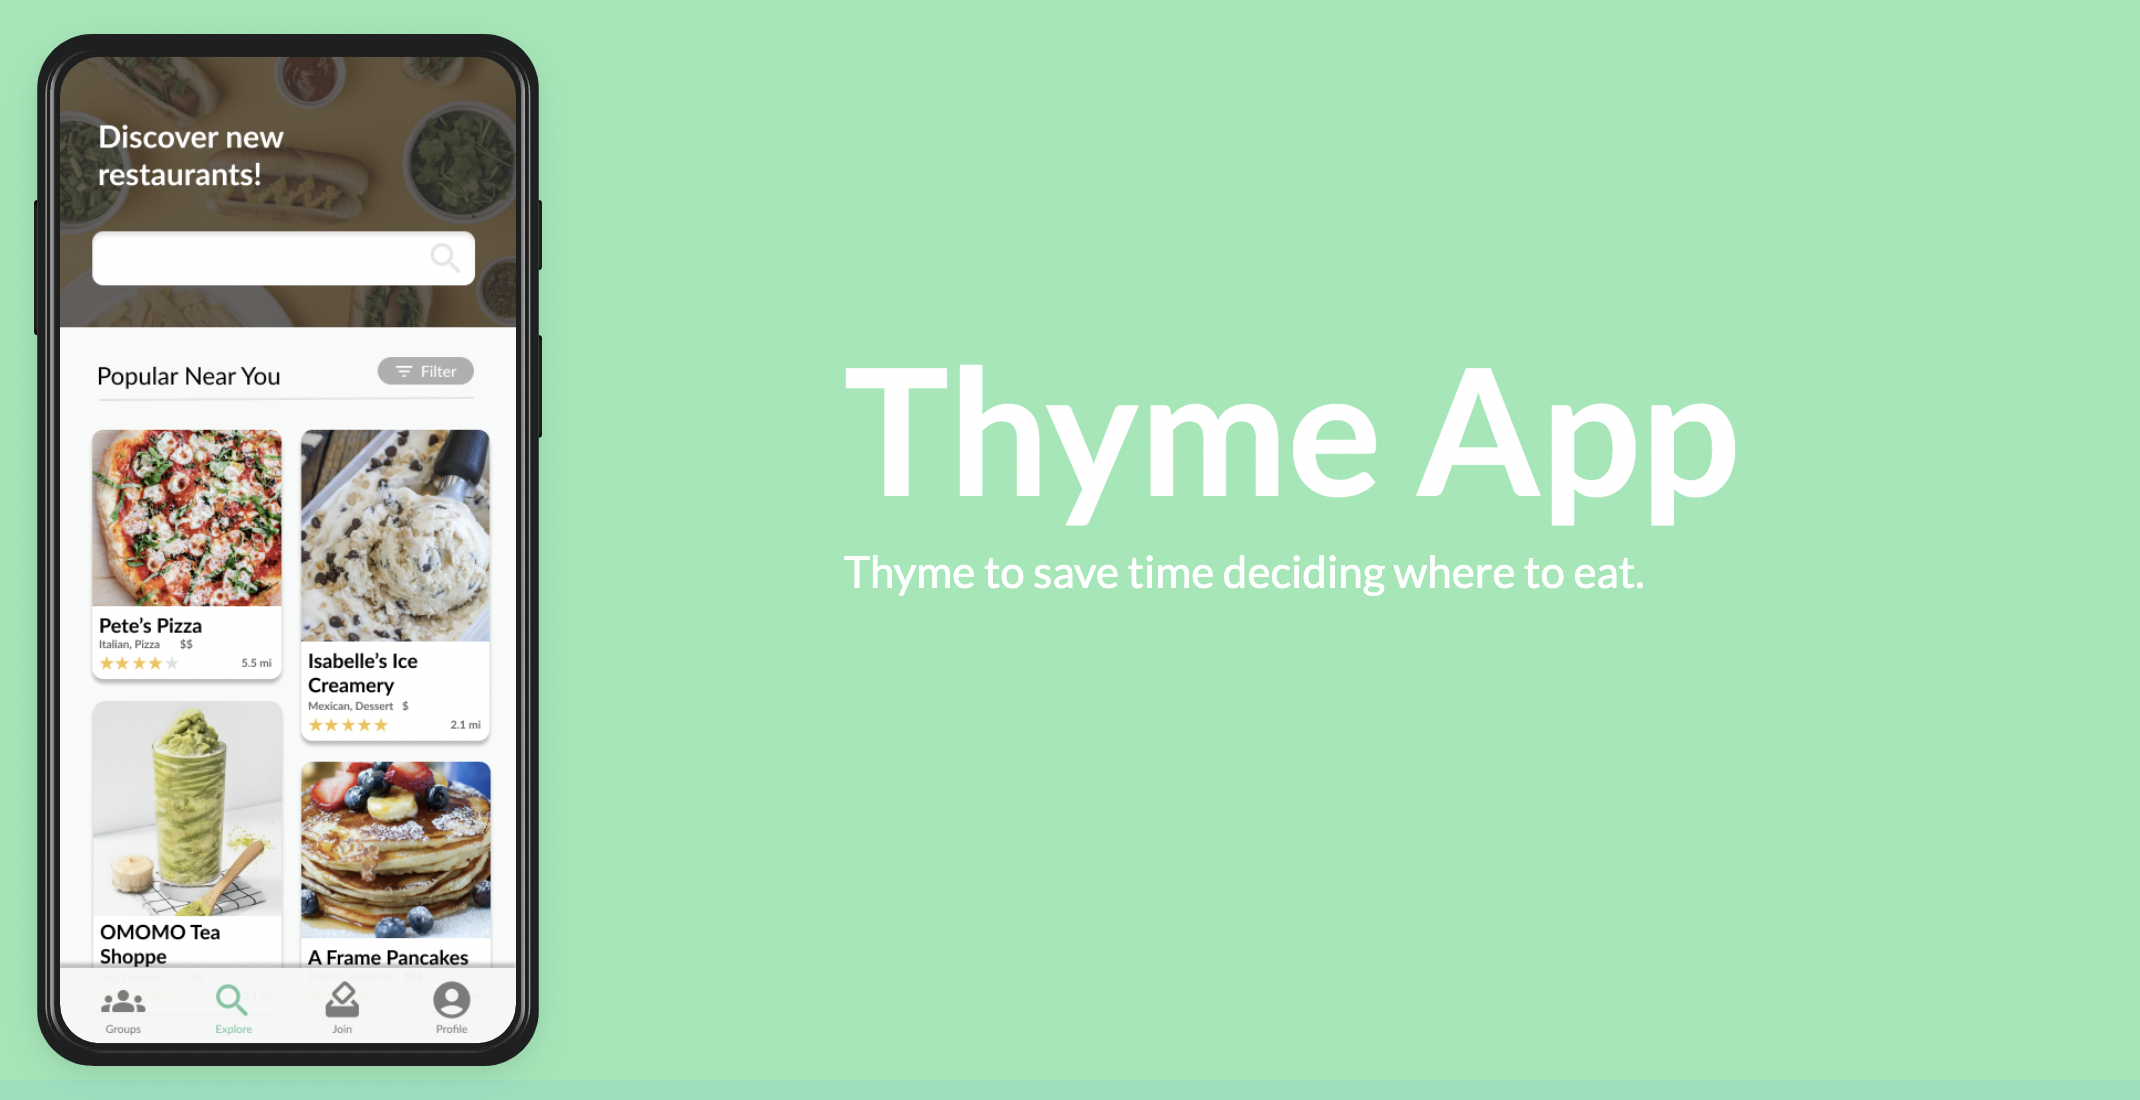 Discover new
restaurants!
Popular Near You
Filter
Pete's Pizza
Italian, Pizza $$
5.5 mi
Isabelle's Ice
Creamery
Mexican, Dessert $
2.1 mi
OMOMO Tea
Shoppe
A Frame Pancakes
Groups
Explore
Join
Profile
Thyme App
Thyme to save time deciding where to eat.